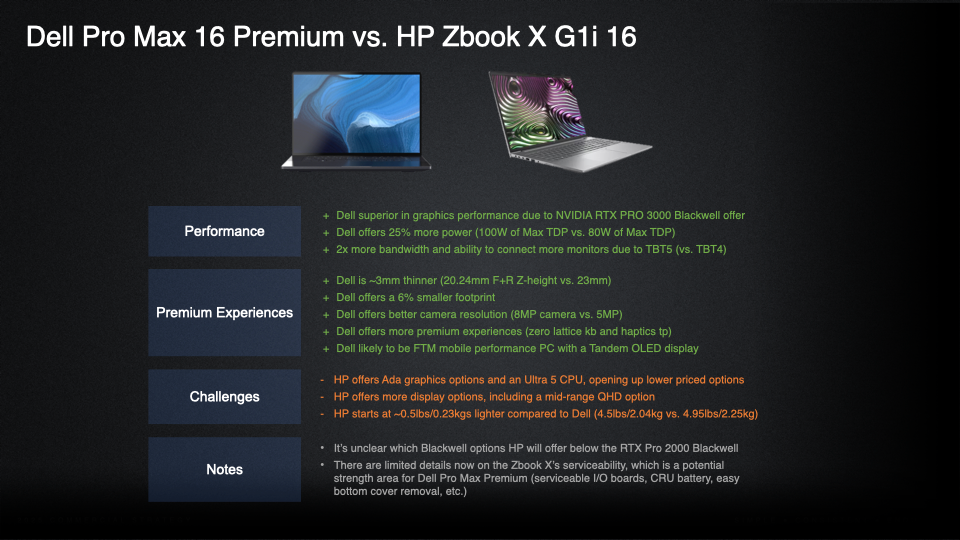 Dell Pro Max 16 Premium vs. HP Zbook X G1i 16
Performance
+ Dell superior in graphics performance due to NVIDIA RTX PRO 3000 Blackwell offer
+ Dell offers 25% more power (100W of Max TDP vs. 80W of Max TDP)
+ 2x more bandwidth and ability to connect more monitors due to TBT5 (vs. TBT4)
Premium Experiences
+ Dell is ~3mm thinner (20.24mm F+R Z-height vs. 23mm)
+ Dell offers a 6% smaller footprint
+ Dell offers better camera resolution (8MP camera vs. 5MP)
+ Dell offers more premium experiences (zero lattice kb and haptics tp)
+ Dell likely to be FTM mobile performance PC with a Tandem OLED display
Challenges
- HP offers Ada graphics options and an Ultra 5 CPU, opening up lower priced options
- HP offers more display options, including a mid-range QHD option
- HP starts at ~0.5lbs/0.23kgs lighter compared to Dell (4.5lbs/2.04kg vs. 4.95lbs/2.25kg)
Notes
• It's unclear which Blackwell options HP will offer below the RTX Pro 2000 Blackwell
• There are limited details now on the Zbook X's serviceability, which is a potential
strength area for Dell Pro Max Premium (serviceable I/O boards, CRU battery, easy
bottom cover removal, etc.)